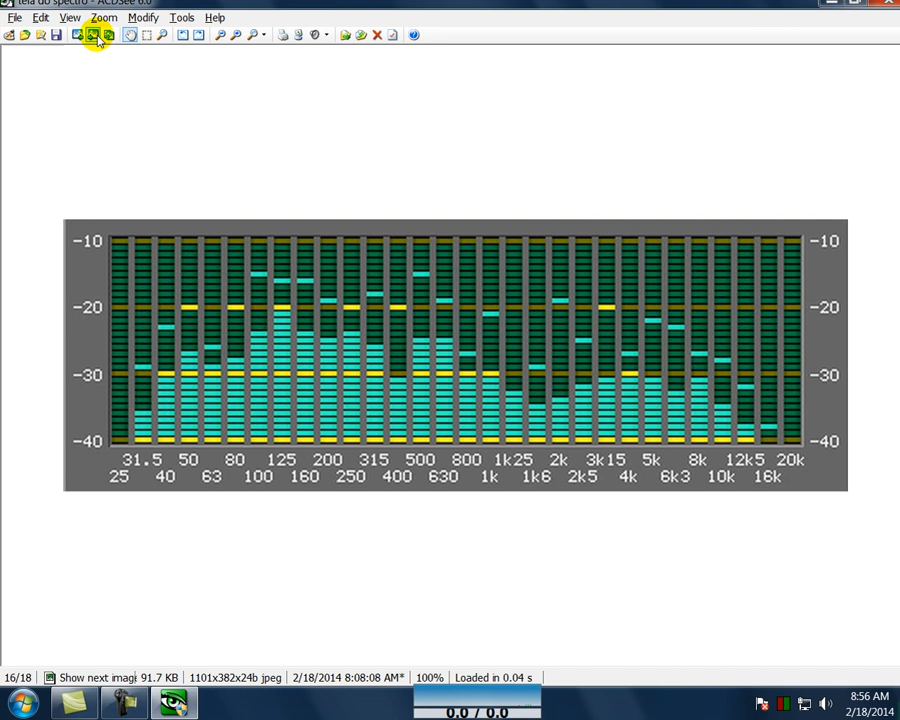 tela do spectro - ACDSee 6.0
File Edit View Zoom Modify Tools Help
-10 -10
-20 -20
-30 -30
-40 -40
31.5 50 80 125 200 315 500 800 1k25 2k 3k15 5k 8k 12k5 20k
25 40 63 100 160 250 400 630 1k 1k6 2k5 4k 6k3 10k 16k
16/18 Show next imagi 91.7 KB 1101x382x24b jpeg 2/18/2014 8:08:08 AM* 100% Loaded in 0.04 s
0.0 / 0.0
8:56 AM
2/18/2014